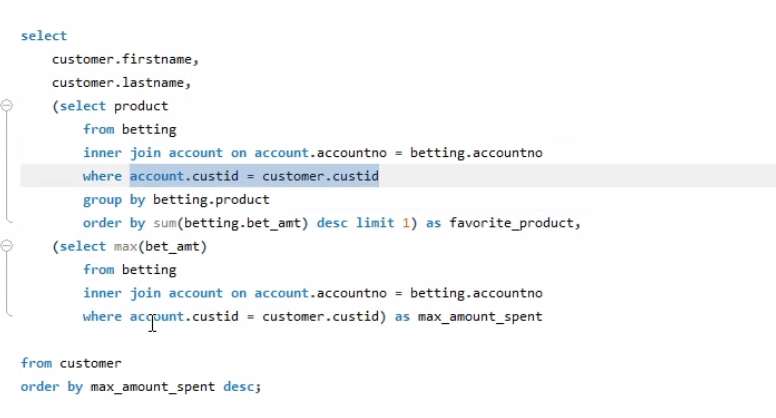 select
customer.firstname,
customer.lastname,
(select product
from betting
inner join account on account.accountno = betting.accountno
where account.custid = customer.custid
group by betting.product
order by sum(betting.bet_amt) desc limit 1) as favorite_product,
(select max(bet_amt)
from betting
inner join account on account.accountno = betting.accountno
where account.custid = customer.custid) as max_amount_spent
from customer
order by max_amount_spent desc;